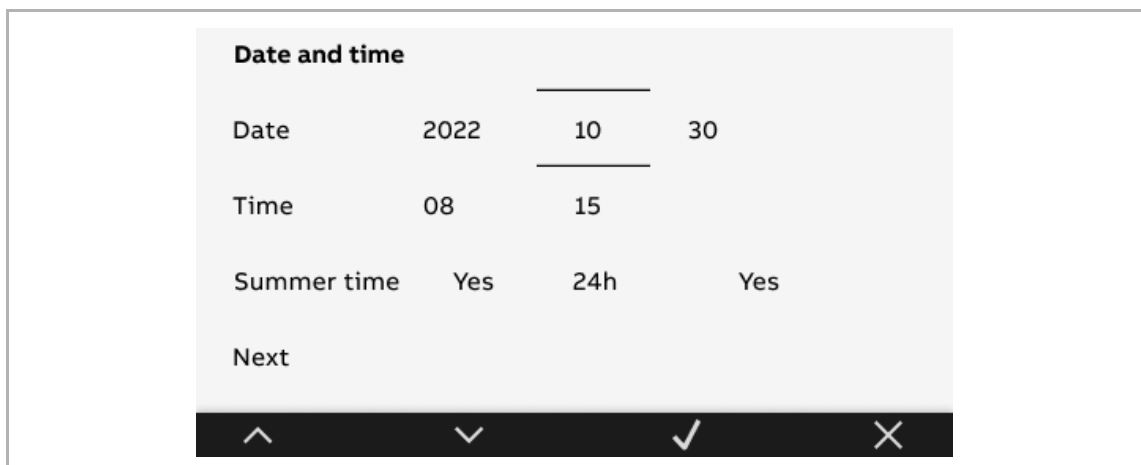 Date and time
Date 2022 10 30
Time 08 15
Summer time Yes 24h Yes
Next